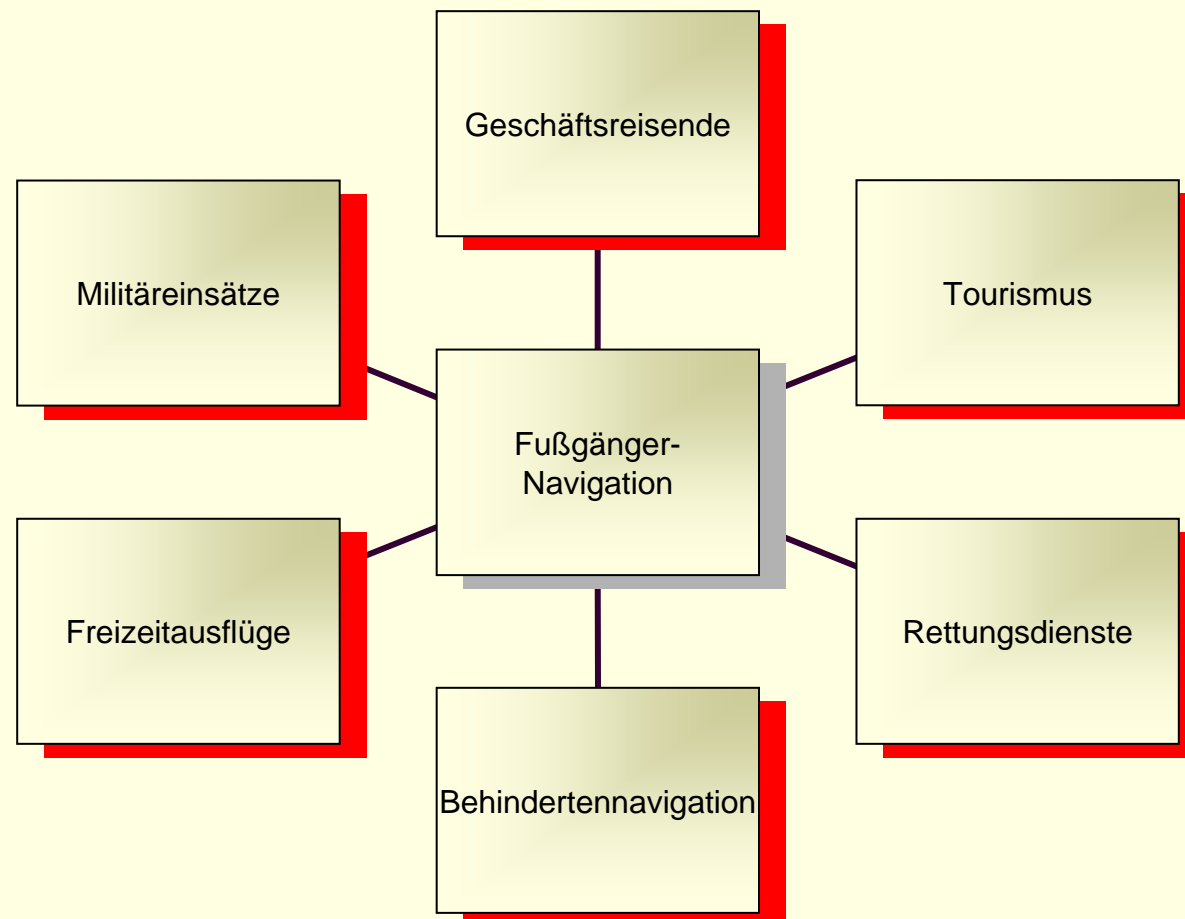 Geschäftsreisende
Militäreinsätze
Tourismus
Fußgänger-
Navigation
Freizeitausflüge
Rettungsdienste
Behindertennavigation